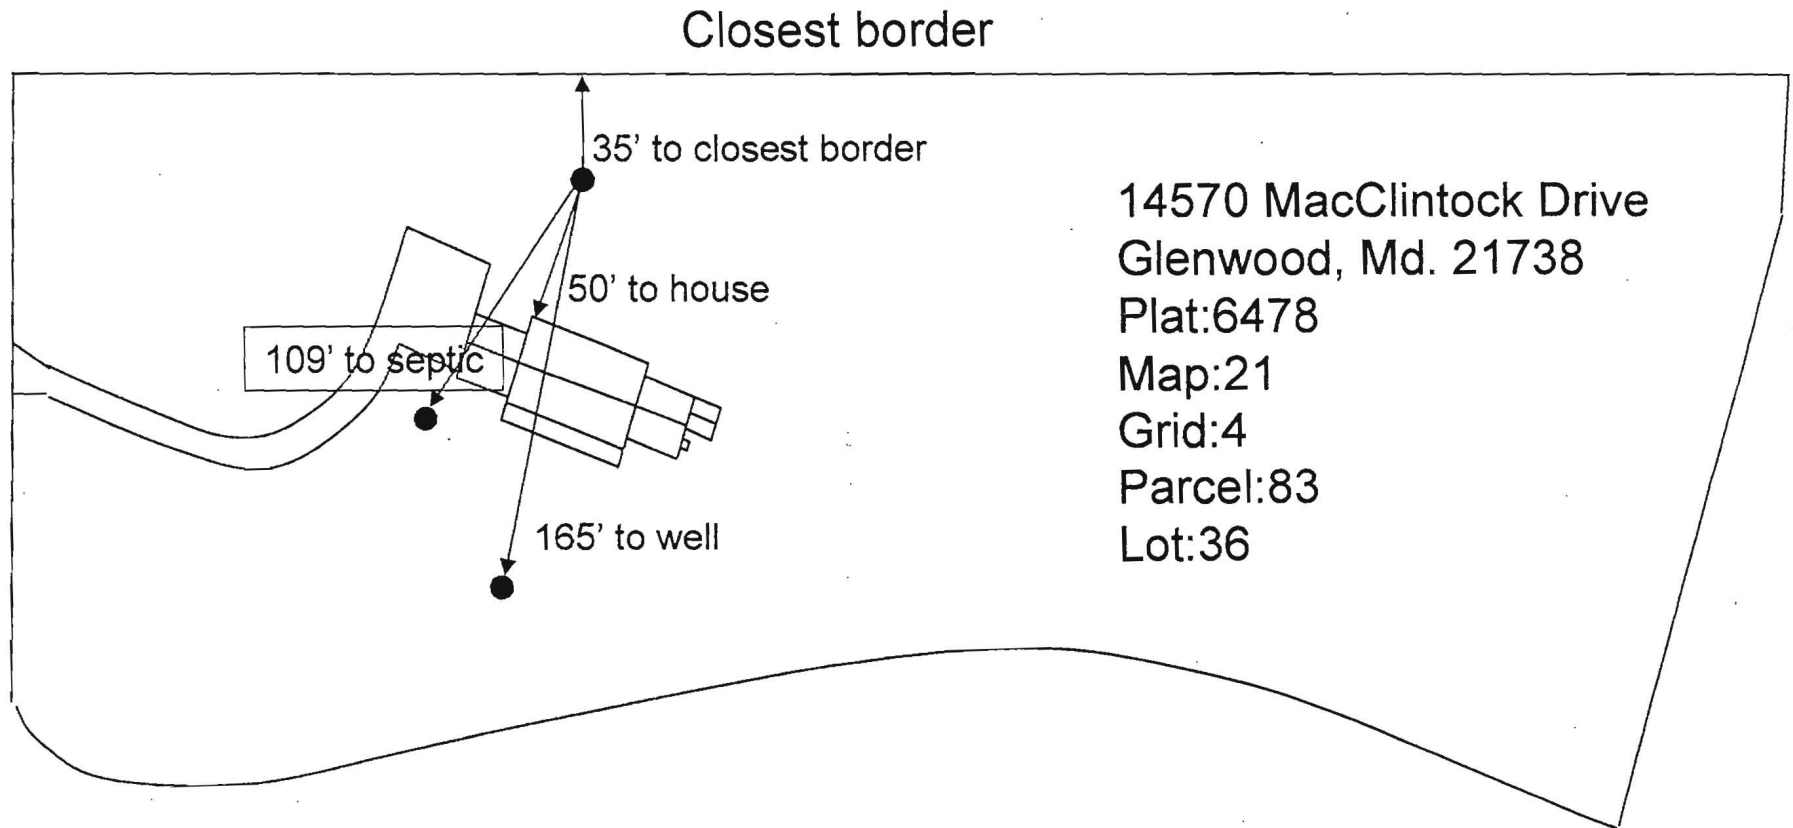 Closest border
35’ to closest border
50’ to house
109’ to septic
165’ to well
14570 MacClintock Drive
Glenwood, Md. 21738
Plat:6478
Map:21
Grid:4
Parcel:83
Lot:36